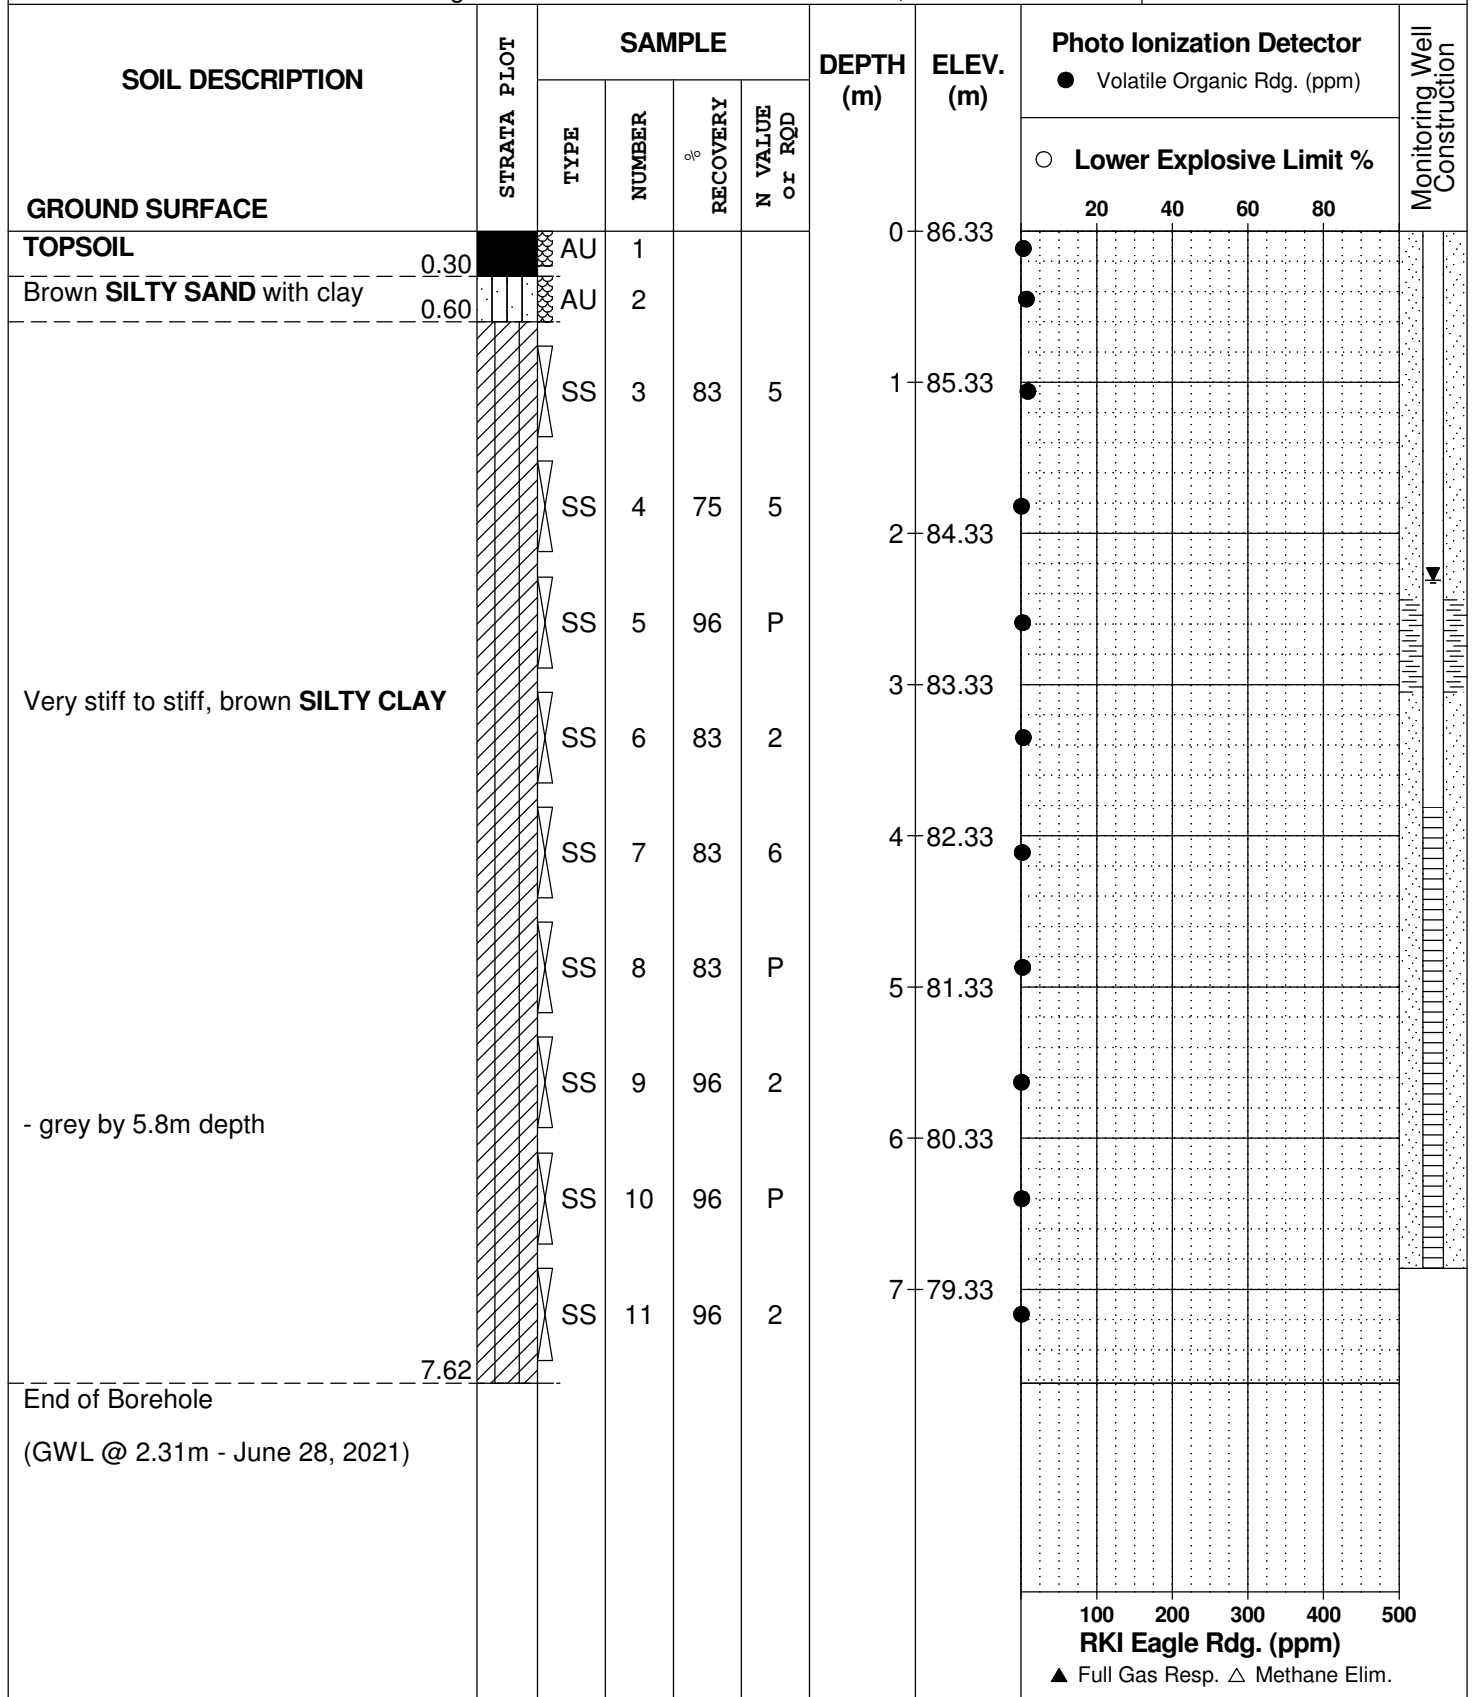 SOIL DESCRIPTION
GROUND SURFACE
STRATA PLOT
SAMPLE
TYPE
NUMBER
%
RECOVERY
N VALUE
or RQD
DEPTH
(m)
ELEV.
(m)
Photo Ionization Detector
● Volatile Organic Rdg. (ppm)
○ Lower Explosive Limit %
20 40 60 80
Monitoring Well
Construction
0 86.33
TOPSOIL 0.30 AU 1
Brown SILTY SAND with clay 0.60 AU 2
1 85.33
SS 3 83 5
SS 4 75 5
2 84.33
SS 5 96 P
3 83.33
Very stiff to stiff, brown SILTY CLAY
SS 6 83 2
4 82.33
SS 7 83 6
SS 8 83 P
5 81.33
SS 9 96 2
- grey by 5.8m depth
6 80.33
SS 10 96 P
7 79.33
SS 11 96 2
7.62
End of Borehole
(GWL @ 2.31m - June 28, 2021)
100 200 300 400 500
RKI Eagle Rdg. (ppm)
▲ Full Gas Resp. △ Methane Elim.